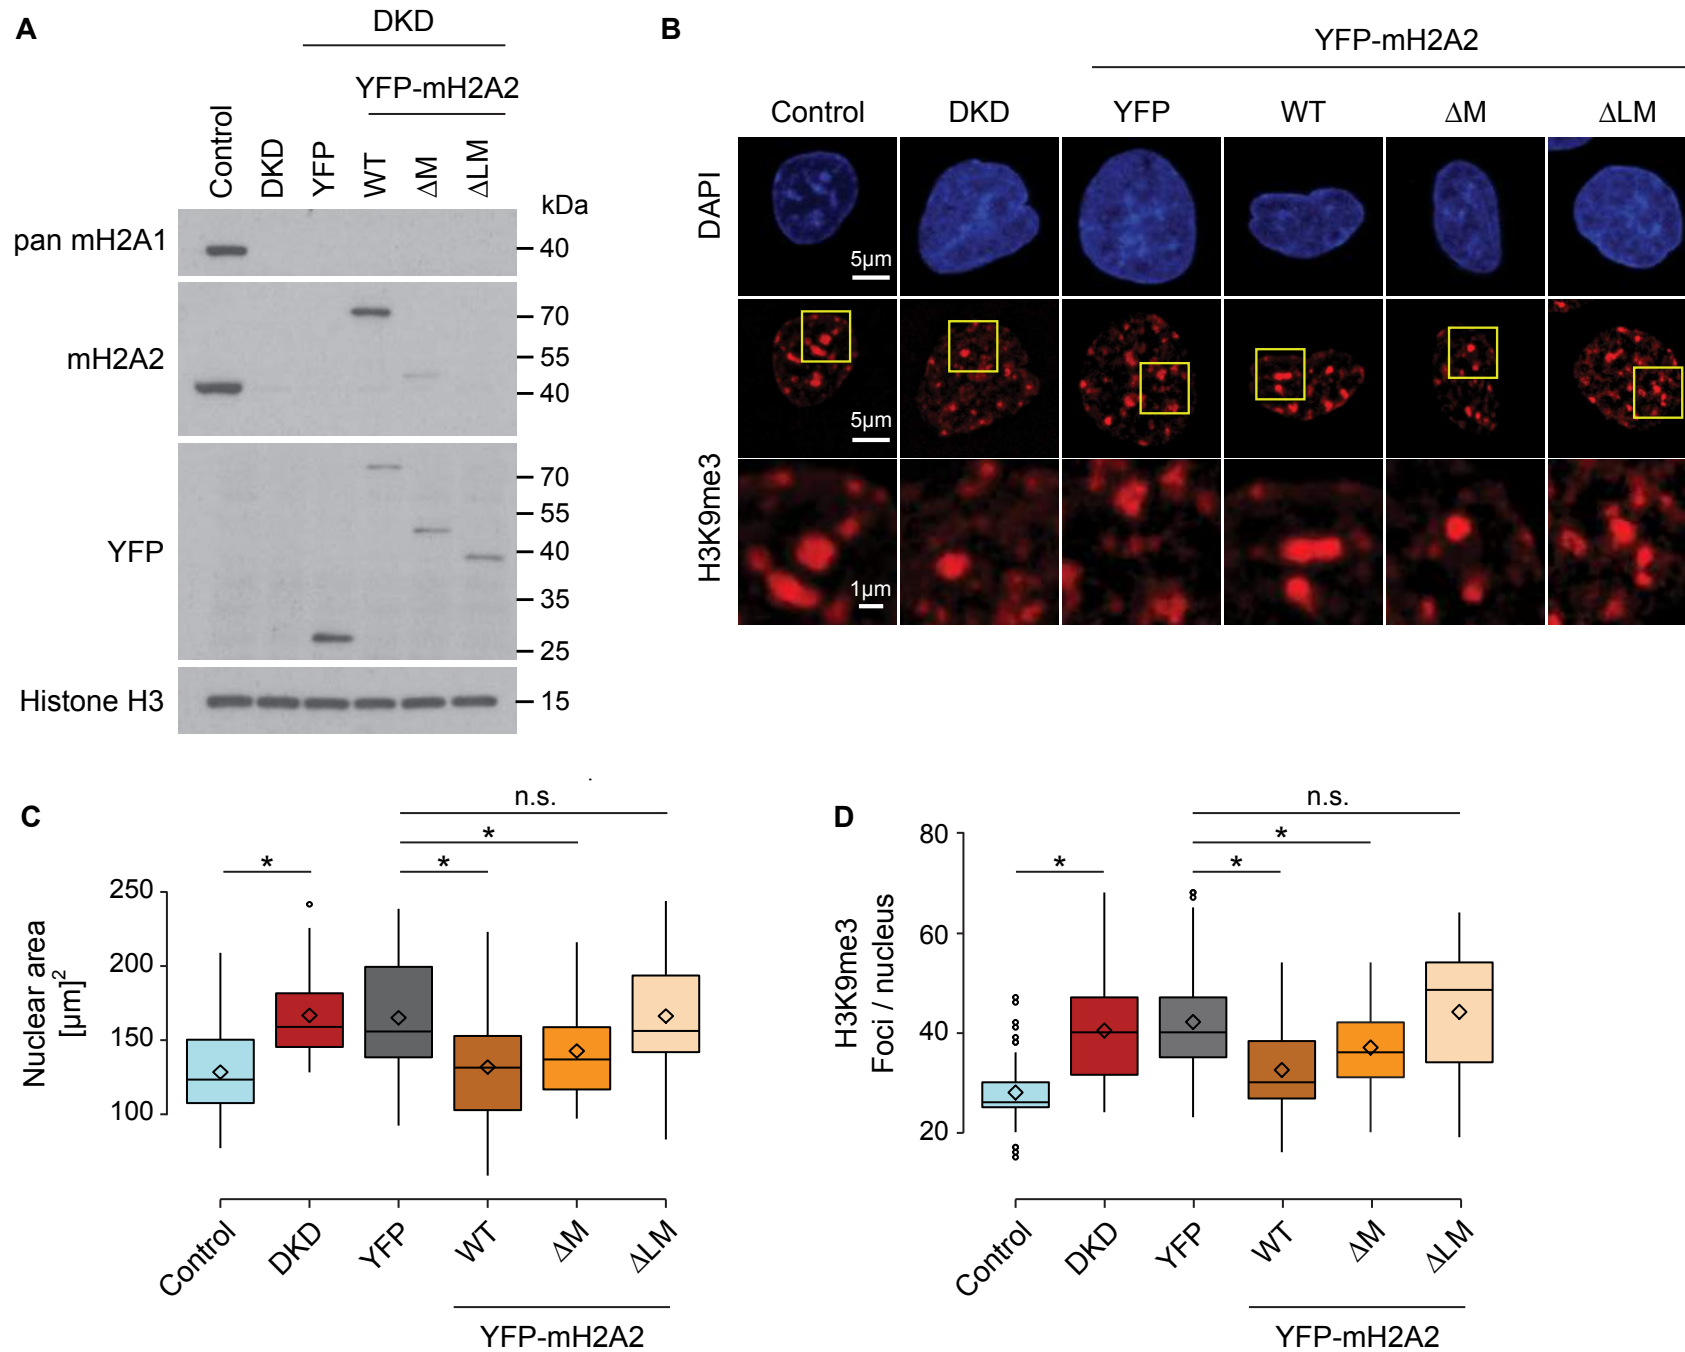 A
DKD
YFP-mH2A2
Control
DKD
YFP
WT
ΔM
ΔLM
kDa
pan mH2A1
40
mH2A2
70
55
40
YFP
70
55
40
35
25
Histone H3
15
B
YFP-mH2A2
Control
DKD
YFP
WT
ΔM
ΔLM
DAPI
5µm
5µm
H3K9me3
1µm
C
n.s.
*
*
*
250
200
150
100
Nuclear area
[µm]²
Control
DKD
YFP
WT
ΔM
ΔLM
YFP-mH2A2
D
n.s.
*
*
*
80
60
40
20
H3K9me3
Foci / nucleus
Control
DKD
YFP
WT
ΔM
ΔLM
YFP-mH2A2